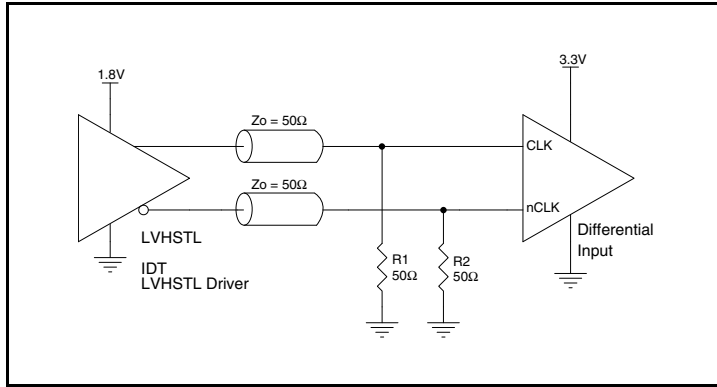 1.8V
3.3V
Zo = 50Ω
CLK
Zo = 50Ω
nCLK
LVHSTL
IDT
LVHSTL Driver
R1
50Ω
R2
50Ω
Differential
Input